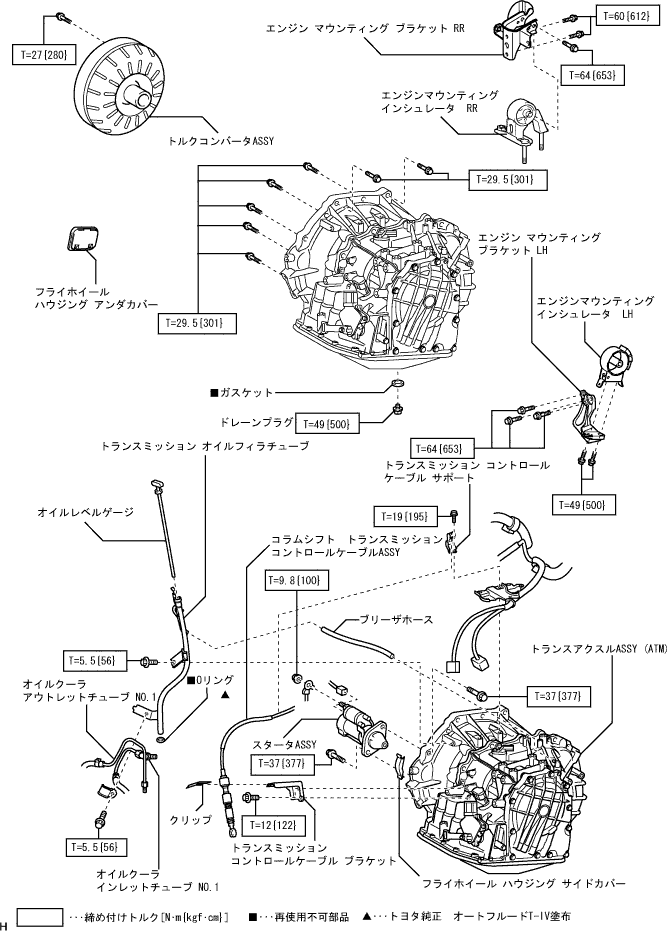 エンジン マウンティング ブラケット RR
T=60{612}
T=27{280}
T=64{653}
エンジンマウンティング
インシュレータ RR
トルクコンバータASSY
T=29.5{301}
エンジン マウンティング
ブラケット LH
フライホイール
ハウジング アンダカバー
エンジンマウンティング
インシュレータ LH
T=29.5{301}
■ガスケット
ドレーンプラグ
T=49{500}
トランスミッション オイルフィラチューブ
T=64{653}
トランスミッション コントロール
ケーブル サポート
T=49{500}
オイルレベルゲージ
T=19{195}
コラムシフト トランスミッション
コントロールケーブルASSY
T=9.8{100}
ブリーザホース
トランスアクスルASSY (ATM)
T=5.5{56}
■Oリング
▲
オイルクーラ
アウトレットチューブ NO.1
T=37{377}
スタータASSY
T=37{377}
クリップ
T=12{122}
T=5.5{56}
トランスミッション
コントロールケーブル ブラケット
オイルクーラ
インレットチューブ NO.1
フライホイール ハウジング サイドカバー
･･･締め付けトルク[N･m{kgf･cm}] ■･･･再使用不可部品 ▲･･･トヨタ純正 オートフルードT-IV塗布
H